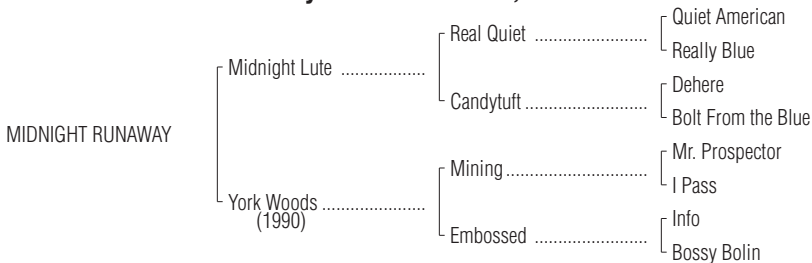 Quiet American
Real Quiet ..................
Really Blue
Midnight Lute ..................
Dehere
Candytuft ..........................
Bolt From the Blue
MIDNIGHT RUNAWAY
Mr. Prospector
Mining ..............................
I Pass
York Woods ......................
(1990)
Info
Embossed ........................
Bossy Bolin